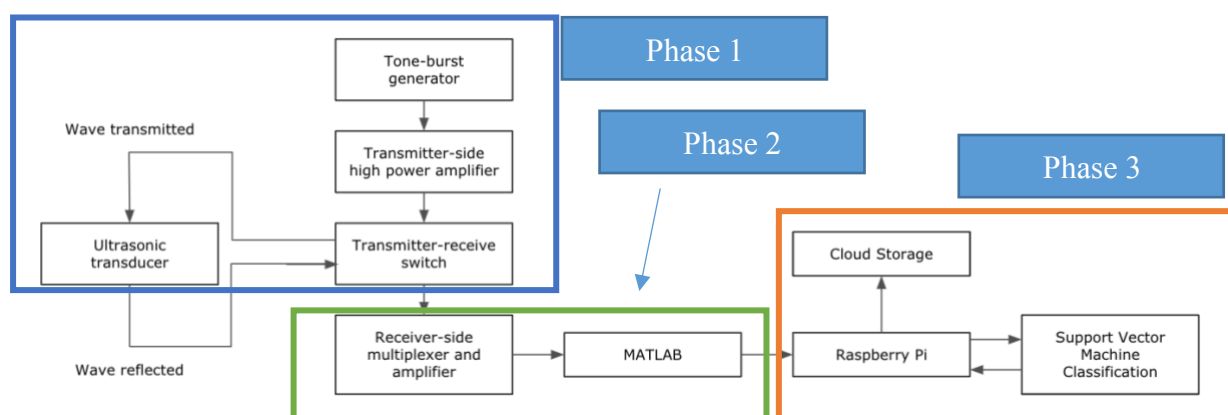 Phase 1
Tone-burst
generator
Wave transmitted
Phase 2
Transmitter-side
high power amplifier
Phase 3
Ultrasonic
transducer
Transmitter-receive
switch
Cloud Storage
Receiver-side
multiplexer and
amplifier
MATLAB
Raspberry Pi
Support Vector
Machine
Classification
Wave reflected